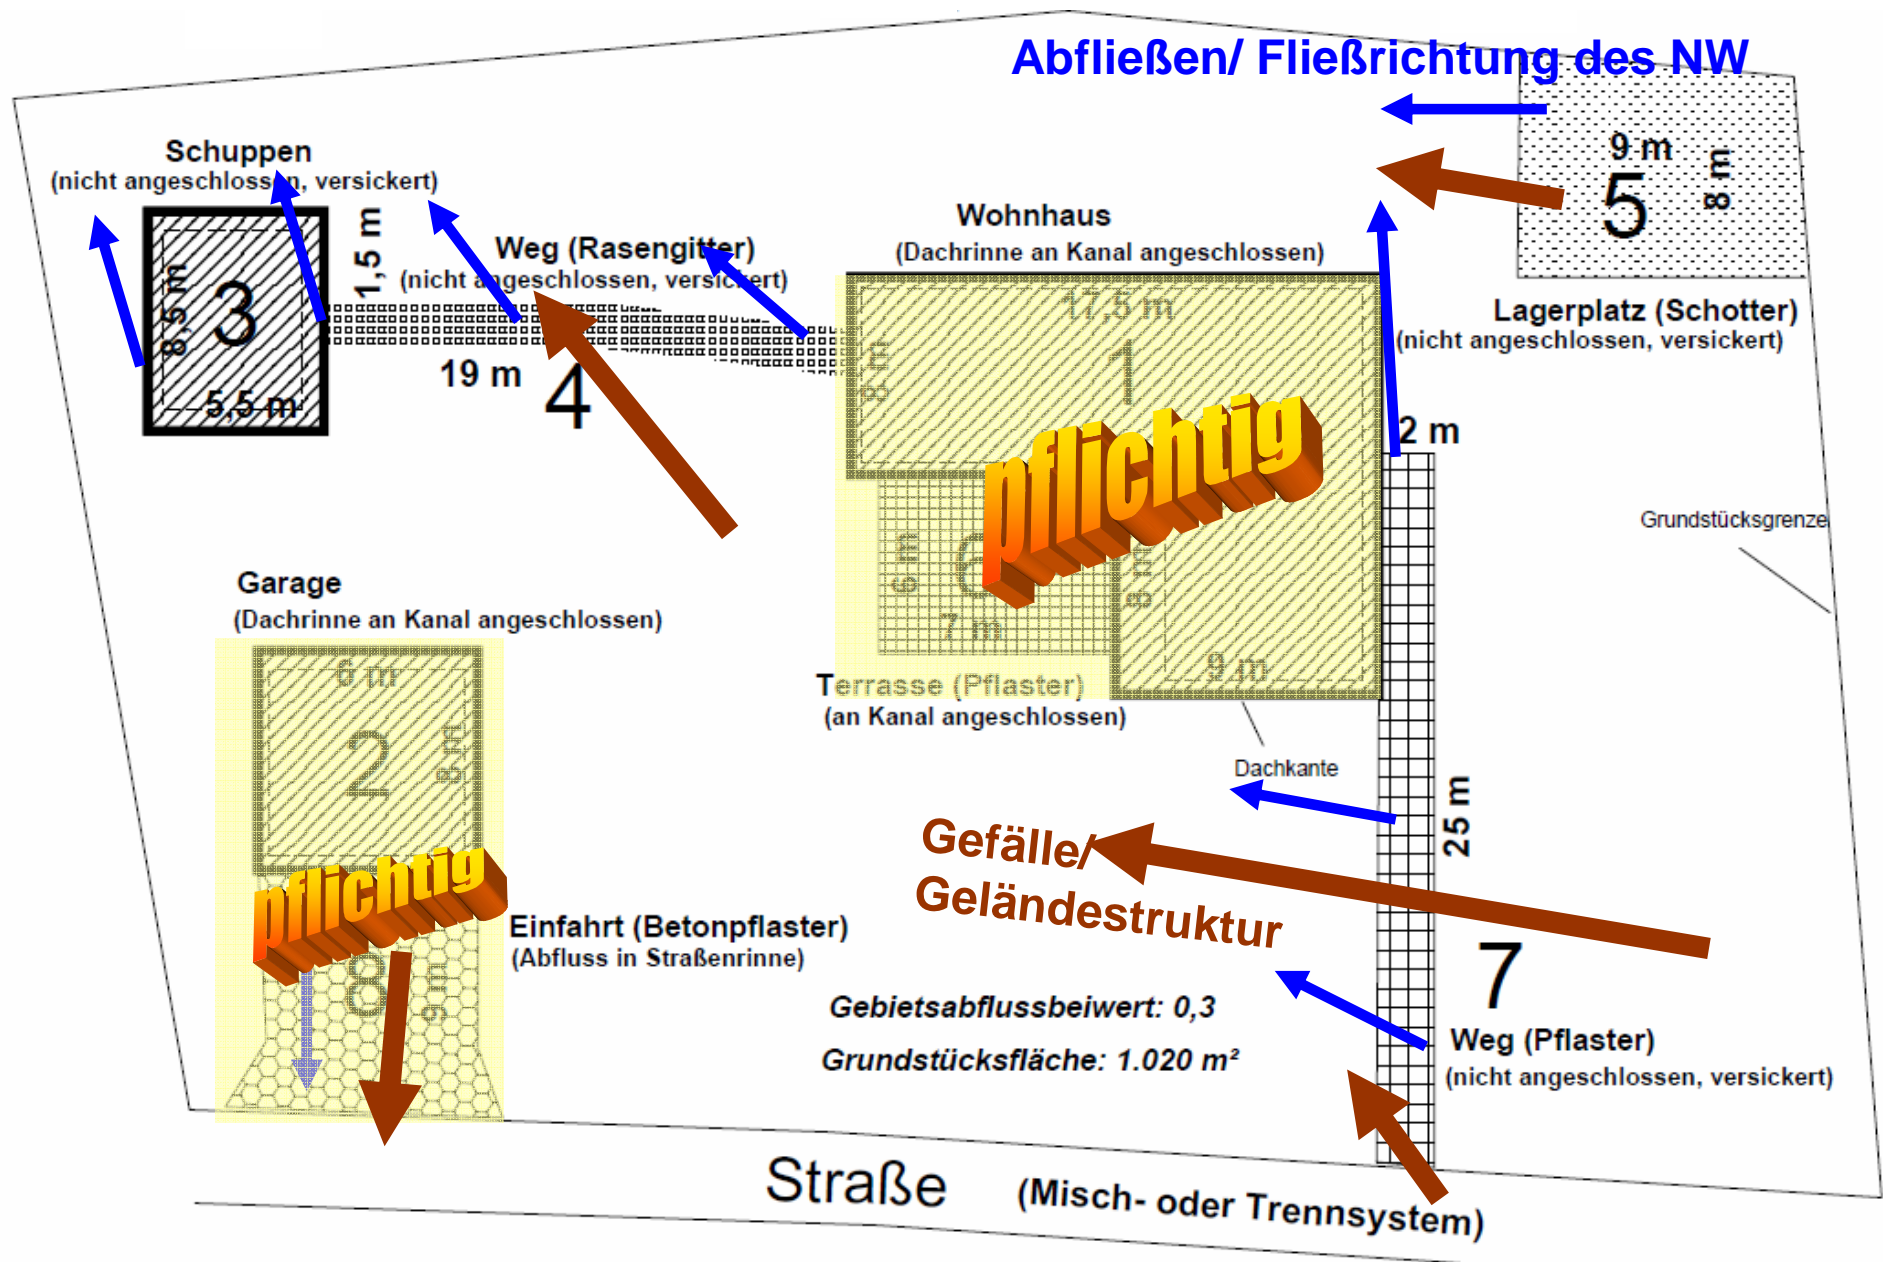 Abfließen/ Fließrichtung des NW
Schuppen
(nicht angeschlossen, versickert)
1,5 m
8,5 m
3
5,5 m
Weg (Rasengitter)
(nicht angeschlossen, versickert)
19 m
4
Wohnhaus
(Dachrinne an Kanal angeschlossen)
17,5 m
1
pflichtig
9 m
8 m
5
Lagerplatz (Schotter)
(nicht angeschlossen, versickert)
2 m
Grundstücksgrenze
6
7 m
9 m
Terrasse (Pflaster)
(an Kanal angeschlossen)
Dachkante
25 m
Garage
(Dachrinne an Kanal angeschlossen)
6 m
2
pflichtig
8
Einfahrt (Betonpflaster)
(Abfluss in Straßenrinne)
Gefälle/
Geländestruktur
Gebietsabflussbeiwert: 0,3
Grundstücksfläche: 1.020 m²
7
Weg (Pflaster)
(nicht angeschlossen, versickert)
Straße
(Misch- oder Trennsystem)